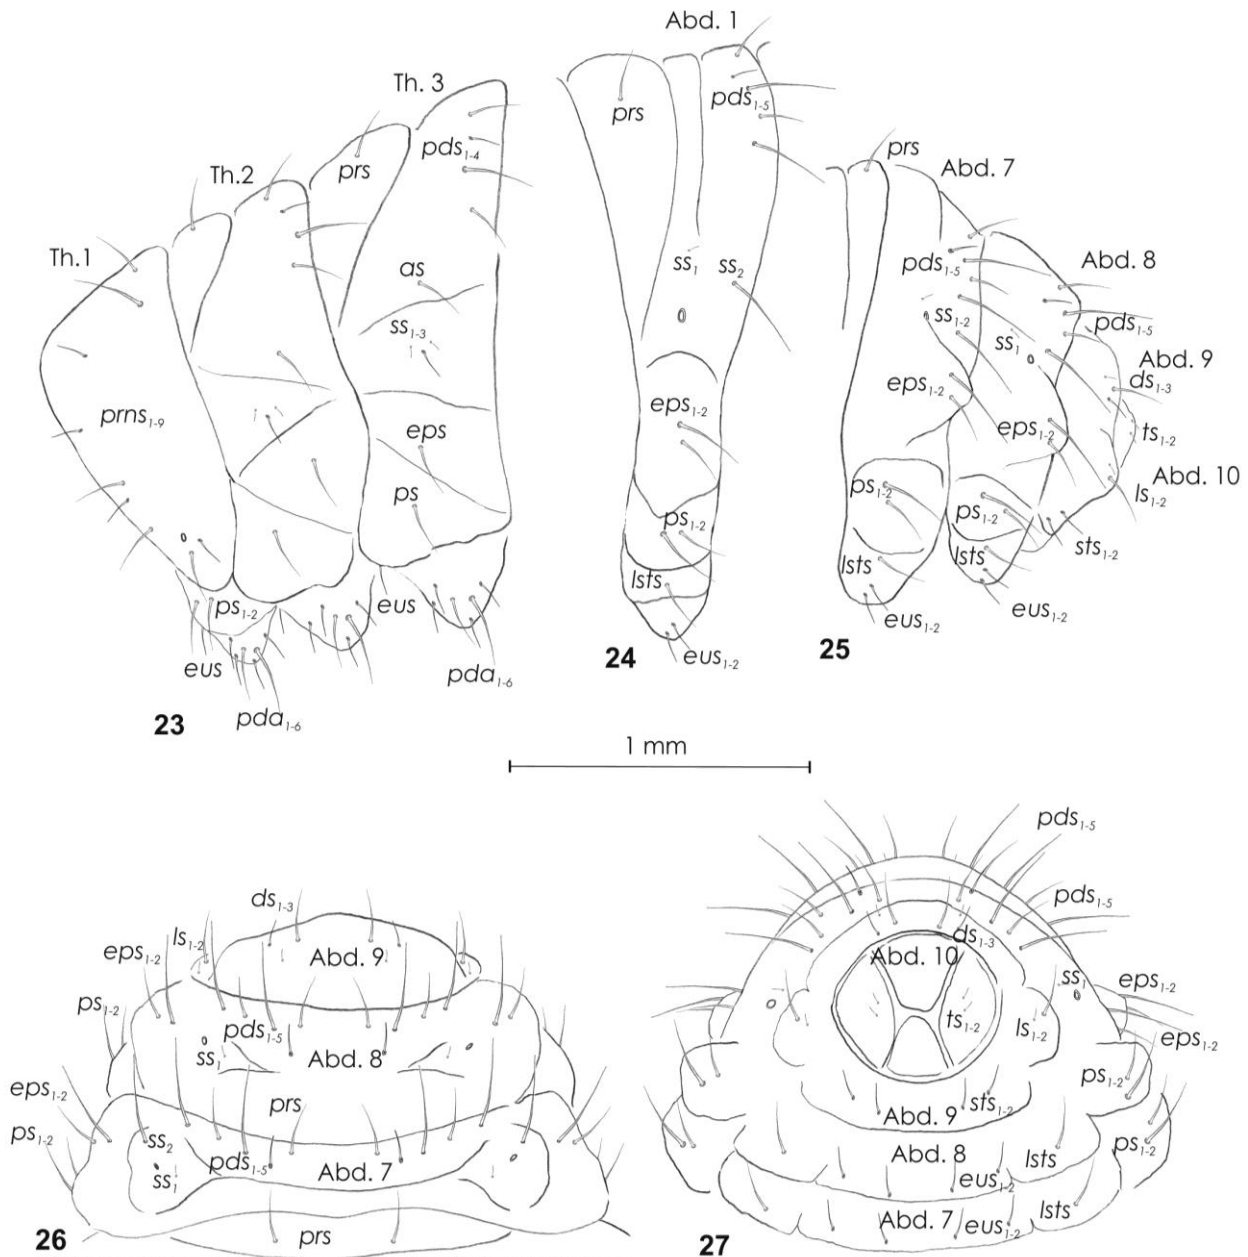 Abd. 1
Th. 3
prs
pds₁₋₅
pds₁₋₄
prs
prs
Abd. 7
Th.2
Th.1
as
ss₁
ss₂
pds₁₋₅
Abd. 8
ss₁₋₃
ss₁₋₂
ss₁
pds₁₋₅
Abd. 9
ds₁₋₃
prns₁₋₉
eps
eps₁₋₂
eps₁₋₂
eps₁₋₂
ts₁₋₂
ps
ps₁₋₂
ps₁₋₂
ps₁₋₂
Abd. 10
ls₁₋₂
sts₁₋₂
lsts
lsts
lsts
ps₁₋₂
eus
eus₁₋₂
eus₁₋₂
eus
pda₁₋₆
24
eus₁₋₂
25
23
pda₁₋₆
1 mm
pds₁₋₅
ds₁₋₃
pds₁₋₅
eps₁₋₂
ls₁₋₂
Abd. 9
ds₁₋₃
Abd. 10
ss₁
eps₁₋₂
ps₁₋₂
pds₁₋₅
ss₁
Abd. 8
ts₁₋₂
ls₁₋₂
eps₁₋₂
eps₁₋₂
prs
ps₁₋₂
sts₁₋₂
Abd. 9
ps₁₋₂
ss₂
pds₁₋₅
Abd. 7
ss₁
Abd. 8
lsts
ps₁₋₂
eus₁₋₂
lsts
26
prs
Abd. 7
eus₁₋₂
27